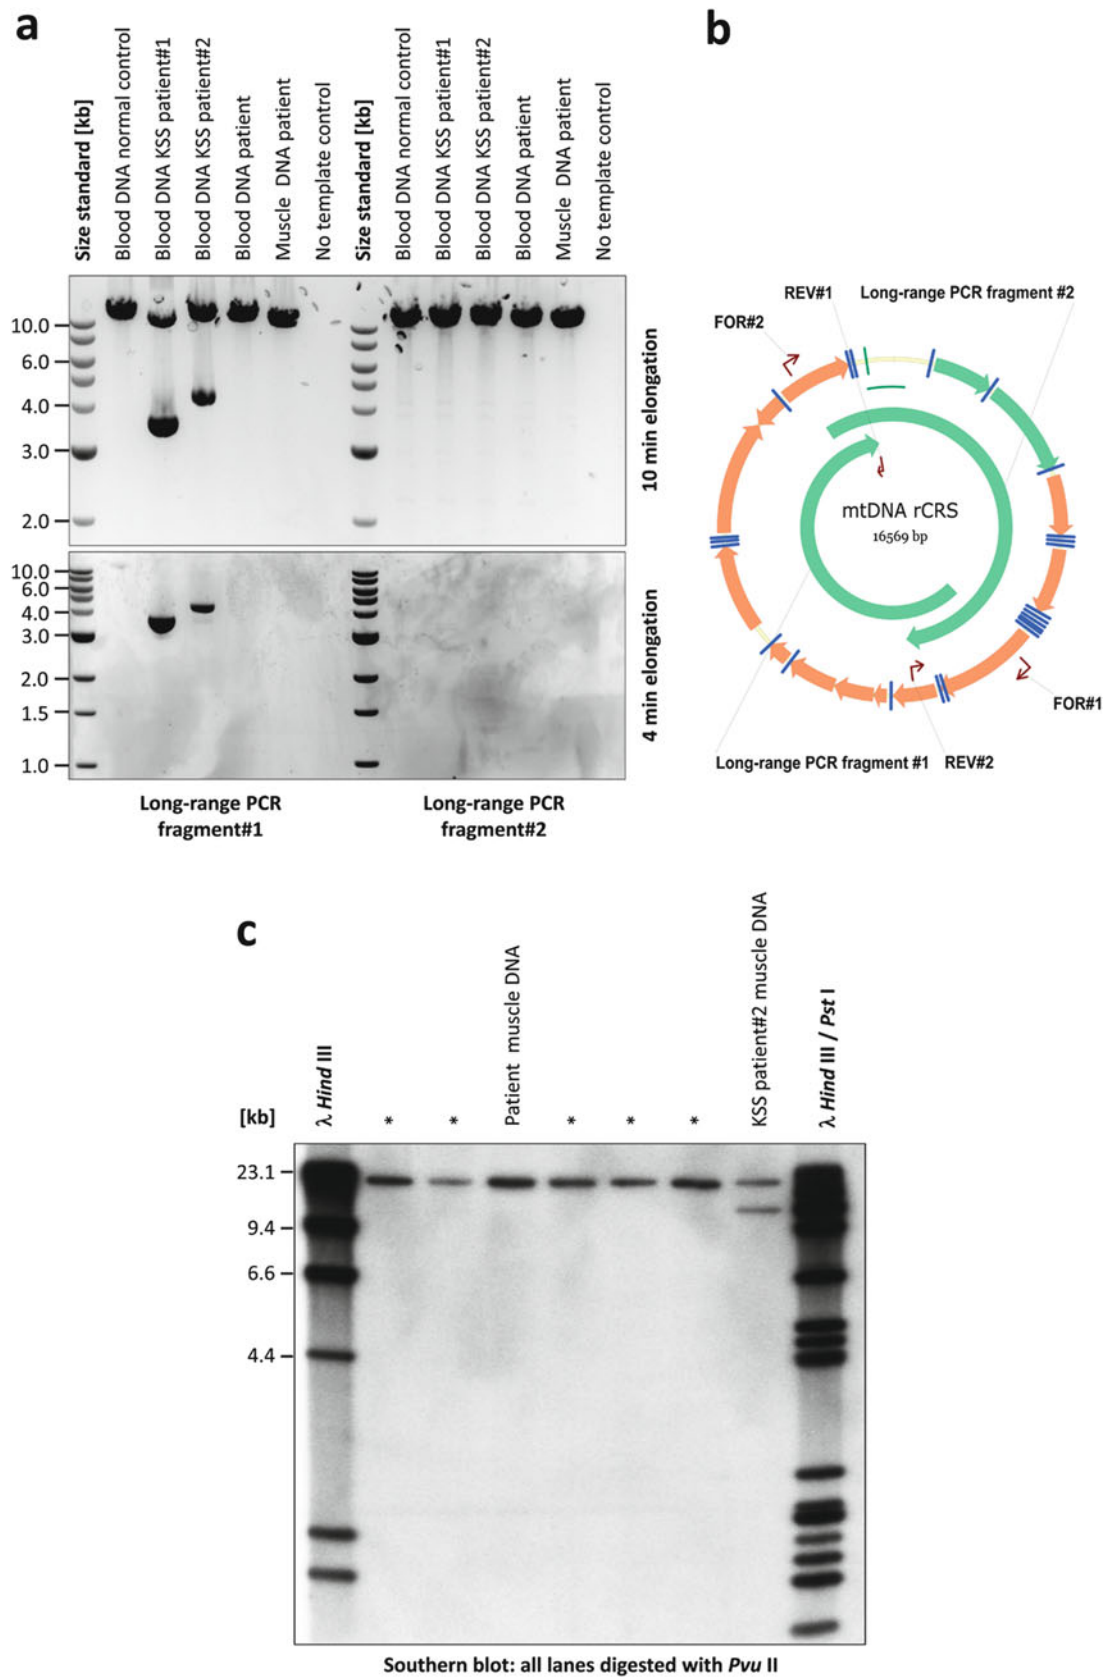 a
Size standard [kb]
Blood DNA normal control
Blood DNA KSS patient#1
Blood DNA KSS patient#2
Blood DNA patient
Muscle DNA patient
No template control
Size standard [kb]
Blood DNA normal control
Blood DNA KSS patient#1
Blood DNA KSS patient#2
Blood DNA patient
Muscle DNA patient
No template control
10.0
6.0
4.0
3.0
2.0
10 min elongation
10.0
6.0
4.0
3.0
2.0
1.5
1.0
4 min elongation
Long-range PCR
fragment#1
Long-range PCR
fragment#2
b
REV#1
Long-range PCR fragment #2
FOR#2
mtDNA rCRS
16569 bp
FOR#1
Long-range PCR fragment #1
REV#2
c
[kb]
λ Hind III
*
*
Patient muscle DNA
*
*
*
KSS patient#2 muscle DNA
λ Hind III / Pst I
23.1
9.4
6.6
4.4
Southern blot: all lanes digested with Pvu II